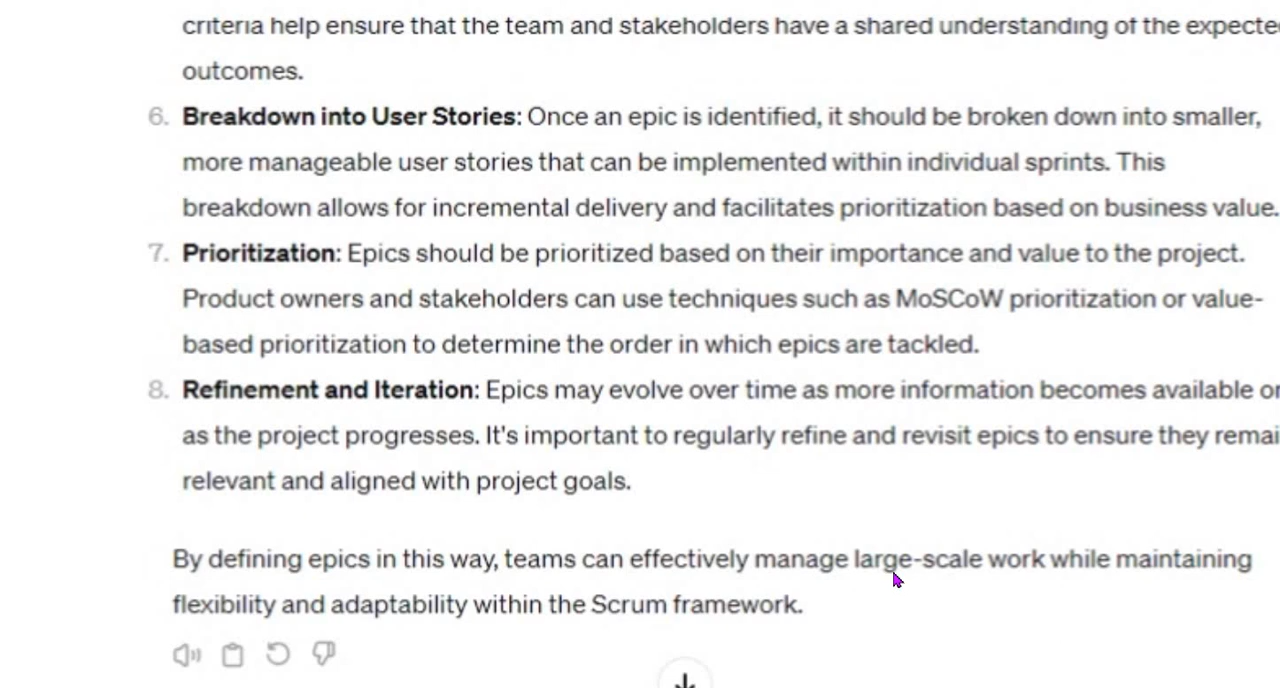 criteria help ensure that the team and stakeholders have a shared understanding of the
outcomes.
6. Breakdown into User Stories: Once an epic is identified, it should be broken down into smaller,
more manageable user stories that can be implemented within individual sprints. This
breakdown allows for incremental delivery and facilitates prioritization based on business value.
7. Prioritization: Epics should be prioritized based on their importance and value to the project.
Product owners and stakeholders can use techniques such as MoSCoW prioritization or value-
based prioritization to determine the order in which epics are tackled.
8. Refinement and Iteration: Epics may evolve over time as more information becomes available
as the project progresses. It's important to regularly refine and revisit epics to ensure they
relevant and aligned with project goals.
By defining epics in this way, teams can effectively manage large-scale work while maintaining
flexibility and adaptability within the Scrum framework.